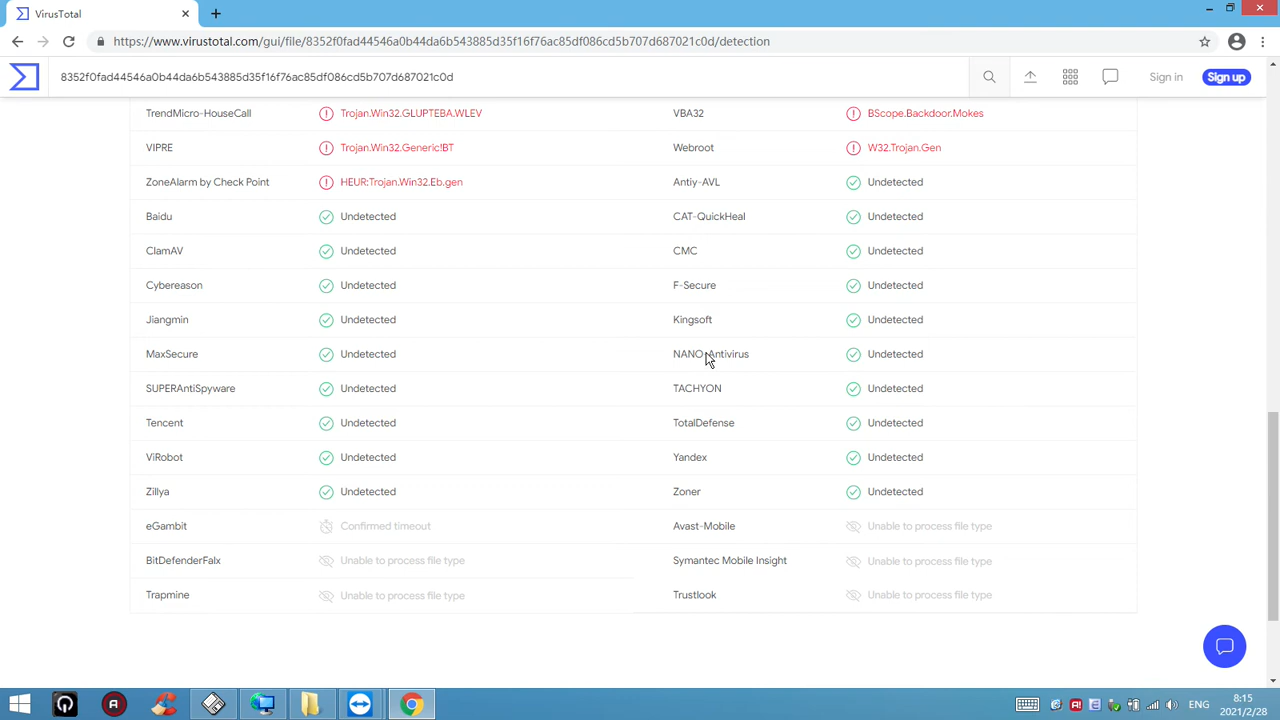 VirusTotal
https://www.virustotal.com/gui/file/8352f0fad44546a0b44da6b543885d35f16f76ac85df086cd5b707d687021c0d/detection
8352f0fad44546a0b44da6b543885d35f16f76ac85df086cd5b707d687021c0d Sign in Sign up
TrendMicro-HouseCall Trojan.Win32.GLUPTEBA.WLEV VBA32 BScope.Backdoor.Mokes
VIPRE Trojan.Win32.Generic!BT Webroot W32.Trojan.Gen
ZoneAlarm by Check Point HEUR:Trojan.Win32.Eb.gen Antiy-AVL Undetected
Baidu Undetected CAT-QuickHeal Undetected
ClamAV Undetected CMC Undetected
Cybereason Undetected F-Secure Undetected
Jiangmin Undetected Kingsoft Undetected
MaxSecure Undetected NANO-Antivirus Undetected
SUPERAntiSpyware Undetected TACHYON Undetected
Tencent Undetected TotalDefense Undetected
ViRobot Undetected Yandex Undetected
Zillya Undetected Zoner Undetected
eGambit Confirmed timeout Avast-Mobile Unable to process file type
BitDefenderFalx Unable to process file type Symantec Mobile Insight Unable to process file type
Trapmine Unable to process file type Trustlook Unable to process file type
ENG 8:15
2021/2/28